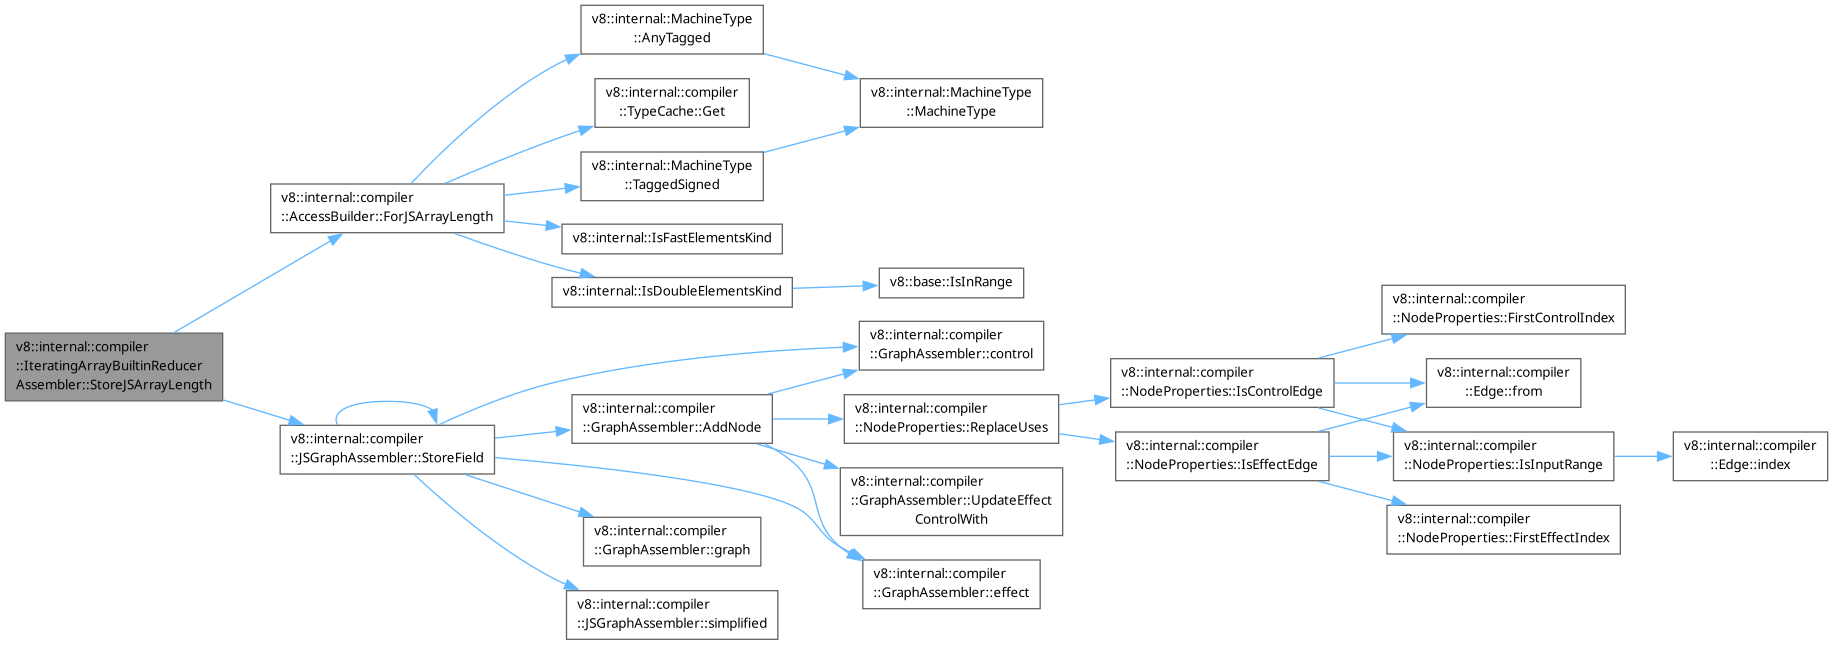 v8::internal::compiler
::IteratingArrayBuiltinReducer
Assembler::StoreJSArrayLength
v8::internal::compiler
::AccessBuilder::ForJSArrayLength
v8::internal::MachineType
::AnyTagged
v8::internal::compiler
::TypeCache::Get
v8::internal::MachineType
::TaggedSigned
v8::internal::MachineType
::MachineType
v8::internal::IsFastElementsKind
v8::internal::IsDoubleElementsKind
v8::base::IsInRange
v8::internal::compiler
::JSGraphAssembler::StoreField
v8::internal::compiler
::GraphAssembler::control
v8::internal::compiler
::GraphAssembler::AddNode
v8::internal::compiler
::NodeProperties::ReplaceUses
v8::internal::compiler
::GraphAssembler::UpdateEffect
ControlWith
v8::internal::compiler
::GraphAssembler::graph
v8::internal::compiler
::GraphAssembler::effect
v8::internal::compiler
::JSGraphAssembler::simplified
v8::internal::compiler
::NodeProperties::IsControlEdge
v8::internal::compiler
::NodeProperties::IsEffectEdge
v8::internal::compiler
::NodeProperties::FirstControlIndex
v8::internal::compiler
::Edge::from
v8::internal::compiler
::NodeProperties::IsInputRange
v8::internal::compiler
::NodeProperties::FirstEffectIndex
v8::internal::compiler
::Edge::index